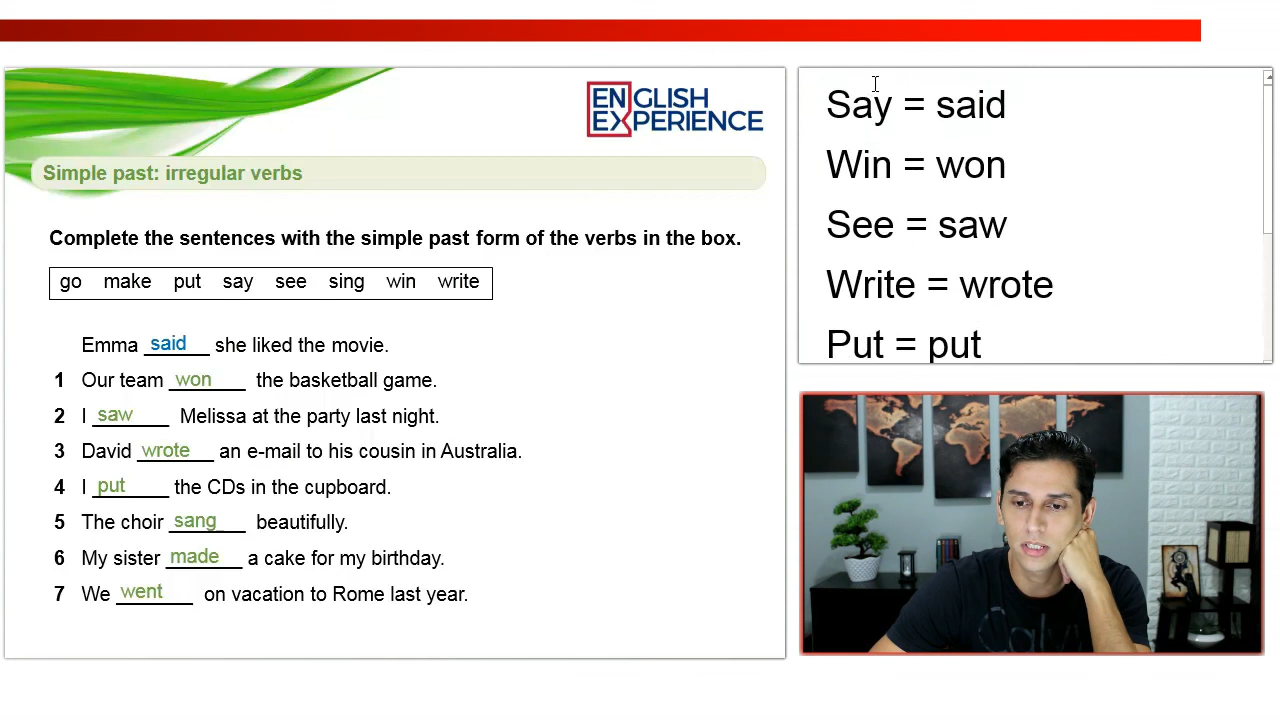 ENGLISH
EXPERIENCE
Simple past: irregular verbs
Complete the sentences with the simple past form of the verbs in the box.
go make put say see sing win write
Emma said she liked the movie.
1 Our team won the basketball game.
2 I saw Melissa at the party last night.
3 David wrote an e-mail to his cousin in Australia.
4 I put the CDs in the cupboard.
5 The choir sang beautifully.
6 My sister made a cake for my birthday.
7 We went on vacation to Rome last year.
Say = said
Win = won
See = saw
Write = wrote
Put = put